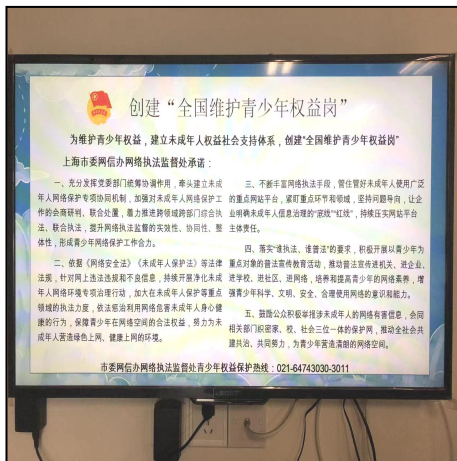 创建“全国维护青少年权益岗”
为维护青少年权益，建立未成年人权益社会支持体系，创建“全国维护青少年权益岗”
上海市委网信办网络执法监督处承诺：
一、充分发挥党委部门统筹协调作用，牵头建立未成
年人网络保护专项协同机制，加强对未成年人网络保护工
作的会商研判、联合处置，着力推进跨领域跨部门综合执
法、联合执法，提升网络执法监督的实效性、协同性、整
体性，形成青少年网络保护工作合力。
二、依据《网络安全法》《未成年人保护法》等法律
法规，针对网上违法违规和不良信息，持续开展净化未成
年人网络环境专项治理行动，加大在未成年人保护等重点
领域的执法力度，依法惩治利用网络危害未成年人身心健
康的行为，保障青少年在网络空间的合法权益，努力为未
成年人营造绿色上网、健康上网的环境。
三、不断丰富网络执法手段，管住管好未成年人使用广泛
的重点网站平台，紧盯重点环节和领域，坚持问题导向，让企
业明确未成年人信息治理的“底线”“红线”，持续压实网站平台
主体责任。
四、落实“谁执法、谁普法”的要求，积极开展以青少年为
重点对象的普法宣传教育活动，推动普法宣传进机关、进企业、
进学校、进社区、进网络，培养和提高青少年的网络素养，增
强青少年科学、文明、安全、合理使用网络的意识和能力。
五、鼓励公众积极举报涉未成年人的网络有害信息，会同
相关部门织密家、校、社会三位一体的保护网，推动全社会共
建共治、共同努力，为青少年营造清朗的网络空间。
市委网信办网络执法监督处青少年权益保护热线：021-64743030-3011